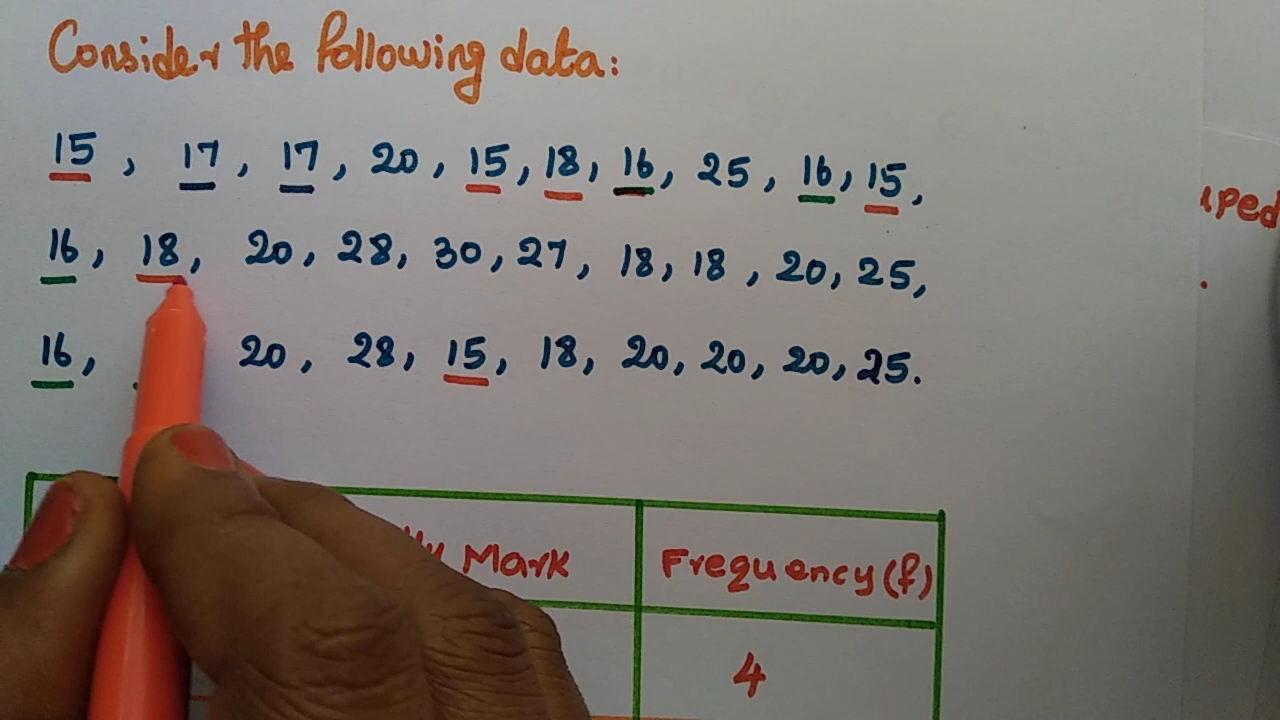 Consider the following data:
15, 17, 17, 20, 15, 18, 16, 25, 16, 15,
16, 18, 20, 28, 30, 27, 18, 18, 20, 25,
16, 20, 28, 15, 18, 20, 20, 20, 25.
Mark Frequency (f)
4